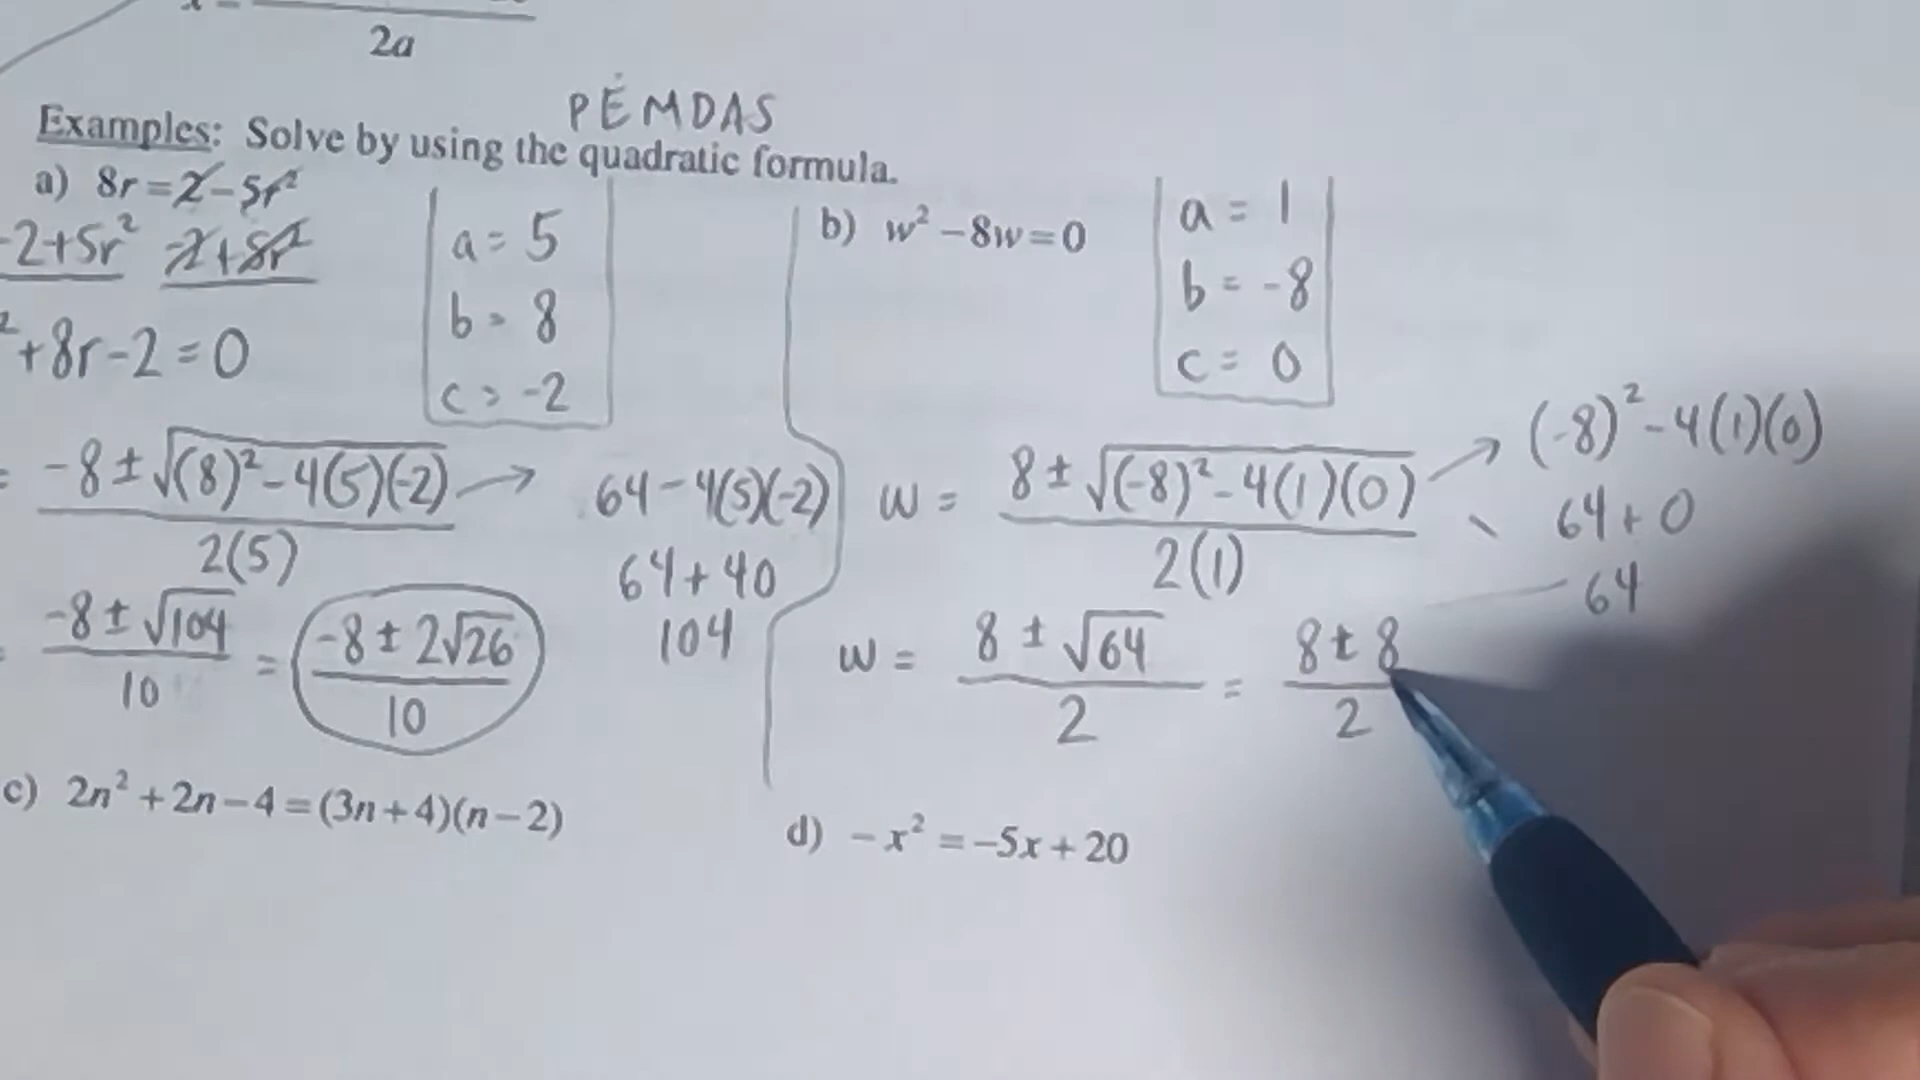 2a
PEMDAS
Examples: Solve by using the quadratic formula.
a) 8r = 2 - 5r²
-2+5r² -2+5r²
²+8r-2=0
a = 5
b = 8
c = -2
= -8 ± √(8)²-4(5)(-2) / 2(5)
64-4(5)(-2)
64+40
104
= -8 ± √104 / 10 = -8 ± 2√26 / 10
b) w² - 8w = 0
a = 1
b = -8
c = 0
w = 8 ± √(-8)²-4(1)(0) / 2(1)
(-8)²-4(1)(0)
64+0
64
w = 8 ± √64 / 2 = 8 ± 8 / 2
c) 2n² + 2n - 4 = (3n + 4)(n - 2)
d) -x² = -5x + 20